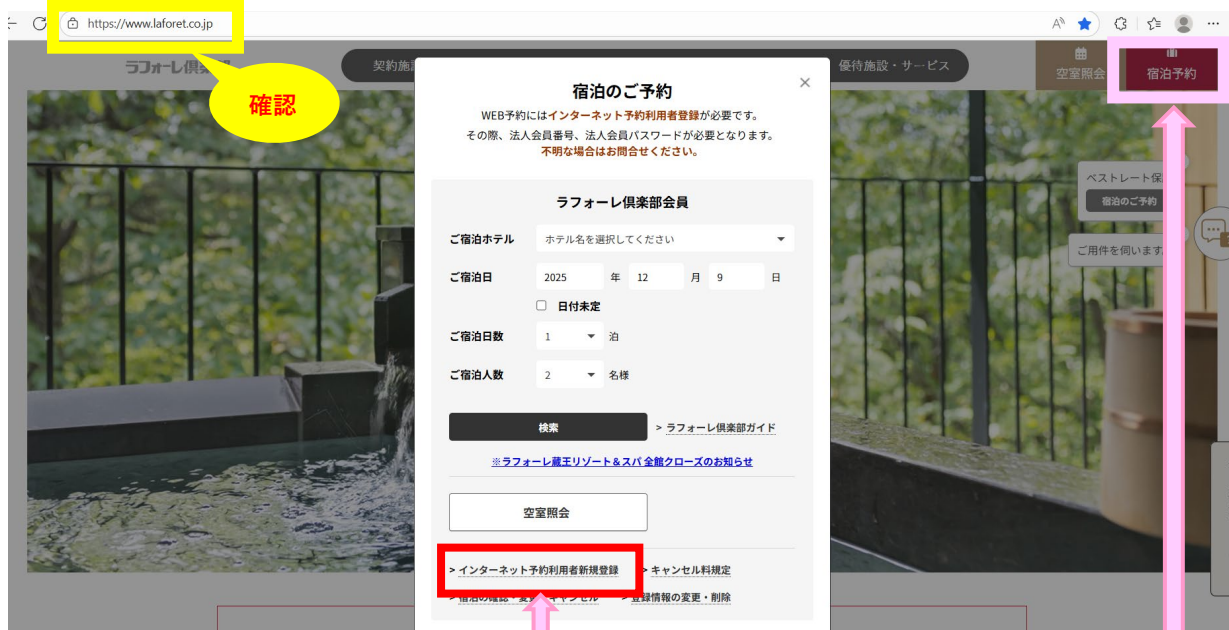 https://www.laforet.co.jp
確認
ラフォーレ倶楽部
契約施
優待施設・サービス
空室照会
宿泊予約
宿泊のご予約
WEB予約にはインターネット予約利用者登録が必要です。
その際、法人会員番号、法人会員パスワードが必要となります。
不明な場合はお問合せください。
ベストレート保
宿泊のご予約
ご用件を伺います
ラフォーレ倶楽部会員
ご宿泊ホテル ホテル名を選択してください
ご宿泊日 2025 年 12 月 9 日
日付未定
ご宿泊日数 1 泊
ご宿泊人数 2 名様
検索 > ラフォーレ倶楽部ガイド
※ラフォーレ蔵王リゾート＆スパ 全館クローズのお知らせ
空室照会
> インターネット予約利用者新規登録 > キャンセル料規定
> 宿泊の確認・変更・キャンセル > 登録情報の変更・削除